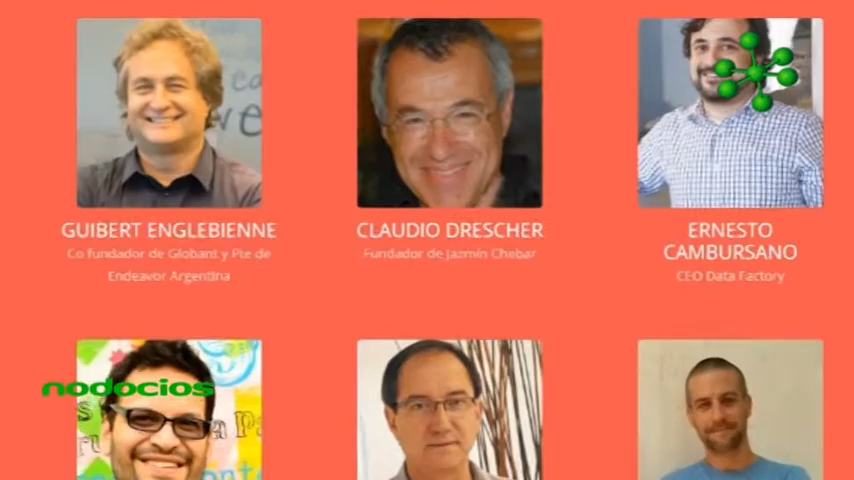 GUIBERT ENGLEBIENNE
Co fundador de Globant y Pte de
Endeavor Argentina
CLAUDIO DRESCHER
Fundador de Jazmín Chebar
ERNESTO
CAMBURSANO
CEO Data Factory
nodocios